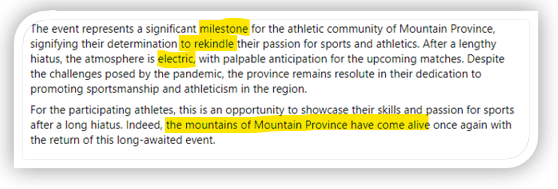 The event represents a significant milestone for the athletic community of Mountain Province,
signifying their determination to rekindle their passion for sports and athletics. After a lengthy
hiatus, the atmosphere is electric, with palpable anticipation for the upcoming matches. Despite
the challenges posed by the pandemic, the province remains resolute in their dedication to
promoting sportsmanship and athleticism in the region.
For the participating athletes, this is an opportunity to showcase their skills and passion for sports
after a long hiatus. Indeed, the mountains of Mountain Province have come alive once again with
the return of this long-awaited event.